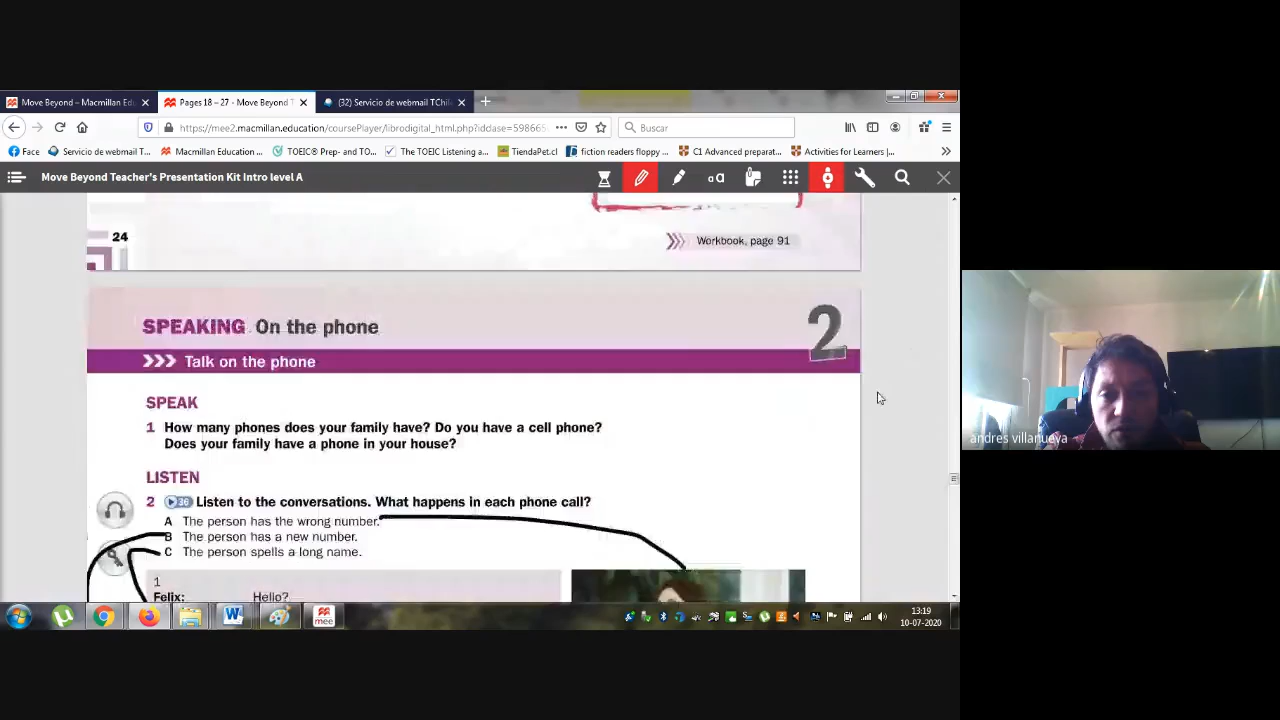 Move Beyond – Macmillan Edu
Pages 18 – 27 - Move Beyond T
(32) Servicio de webmail TChile
https://mee2.macmillan.education/coursePlayer/librodigital_html.php?idclase=598665
Buscar
Face
Servicio de webmail T...
Macmillan Education ...
TOEIC® Prep- and TO...
The TOEIC Listening a...
TiendaPet.cl
fiction readers floppy ...
C1 Advanced preparat...
Activities for Learners |...
Move Beyond Teacher's Presentation Kit Intro level A
a
24
Workbook, page 91
SPEAKING On the phone
2
Talk on the phone
SPEAK
1 How many phones does your family have? Do you have a cell phone?
Does your family have a phone in your house?
LISTEN
2 36 Listen to the conversations. What happens in each phone call?
A The person has the wrong number.
B The person has a new number.
C The person spells a long name.
1
Felix: Hello?
andres villanueva
mee
13:19
10-07-2020